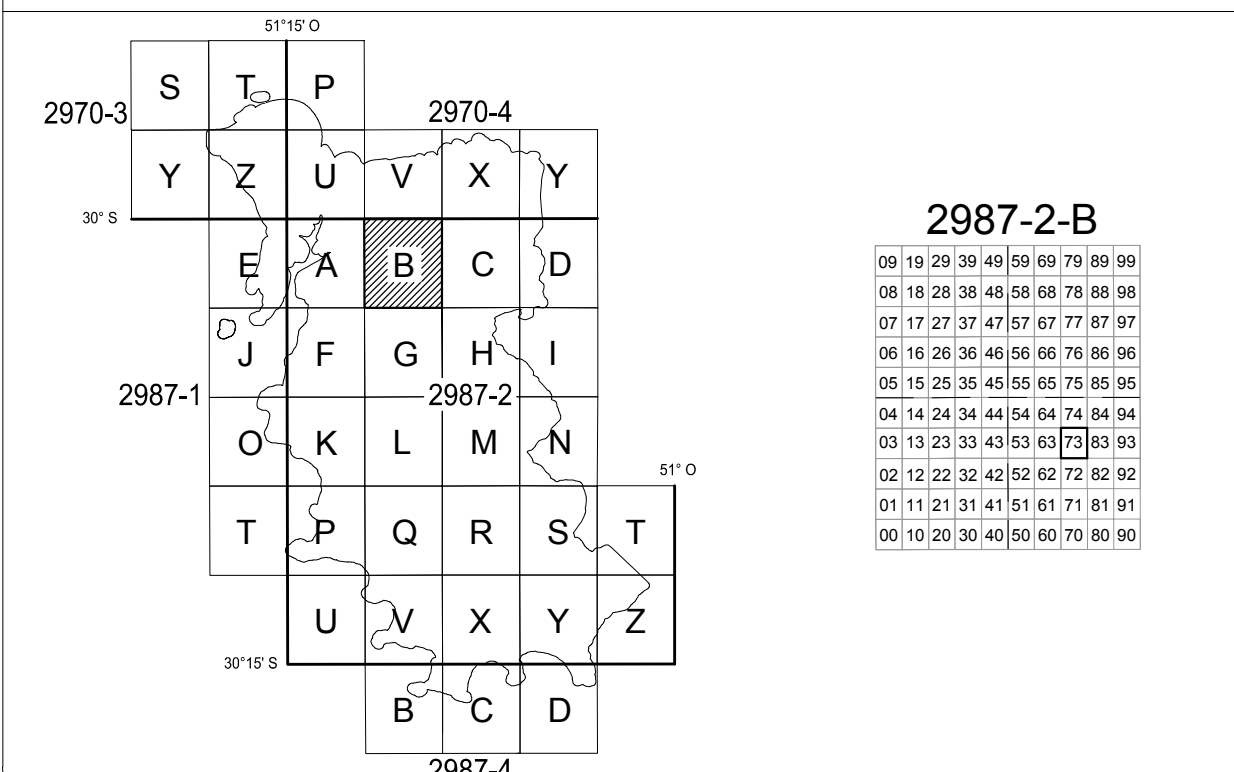 51°15' O
S T P
2970-3 2970-4
Y Z U V X Y
30° S
E A B C D
J F G H I
2987-1 2987-2
O K L M N
51° O
T P Q R S T
U V X Y Z
30°15' S
B C D
2987-4
2987-2-B
09 19 29 39 49 59 69 79 89 99
08 18 28 38 48 58 68 78 88 98
07 17 27 37 47 57 67 77 87 97
06 16 26 36 46 56 66 76 86 96
05 15 25 35 45 55 65 75 85 95
04 14 24 34 44 54 64 74 84 94
03 13 23 33 43 53 63 73 83 93
02 12 22 32 42 52 62 72 82 92
01 11 21 31 41 51 61 71 81 91
00 10 20 30 40 50 60 70 80 90